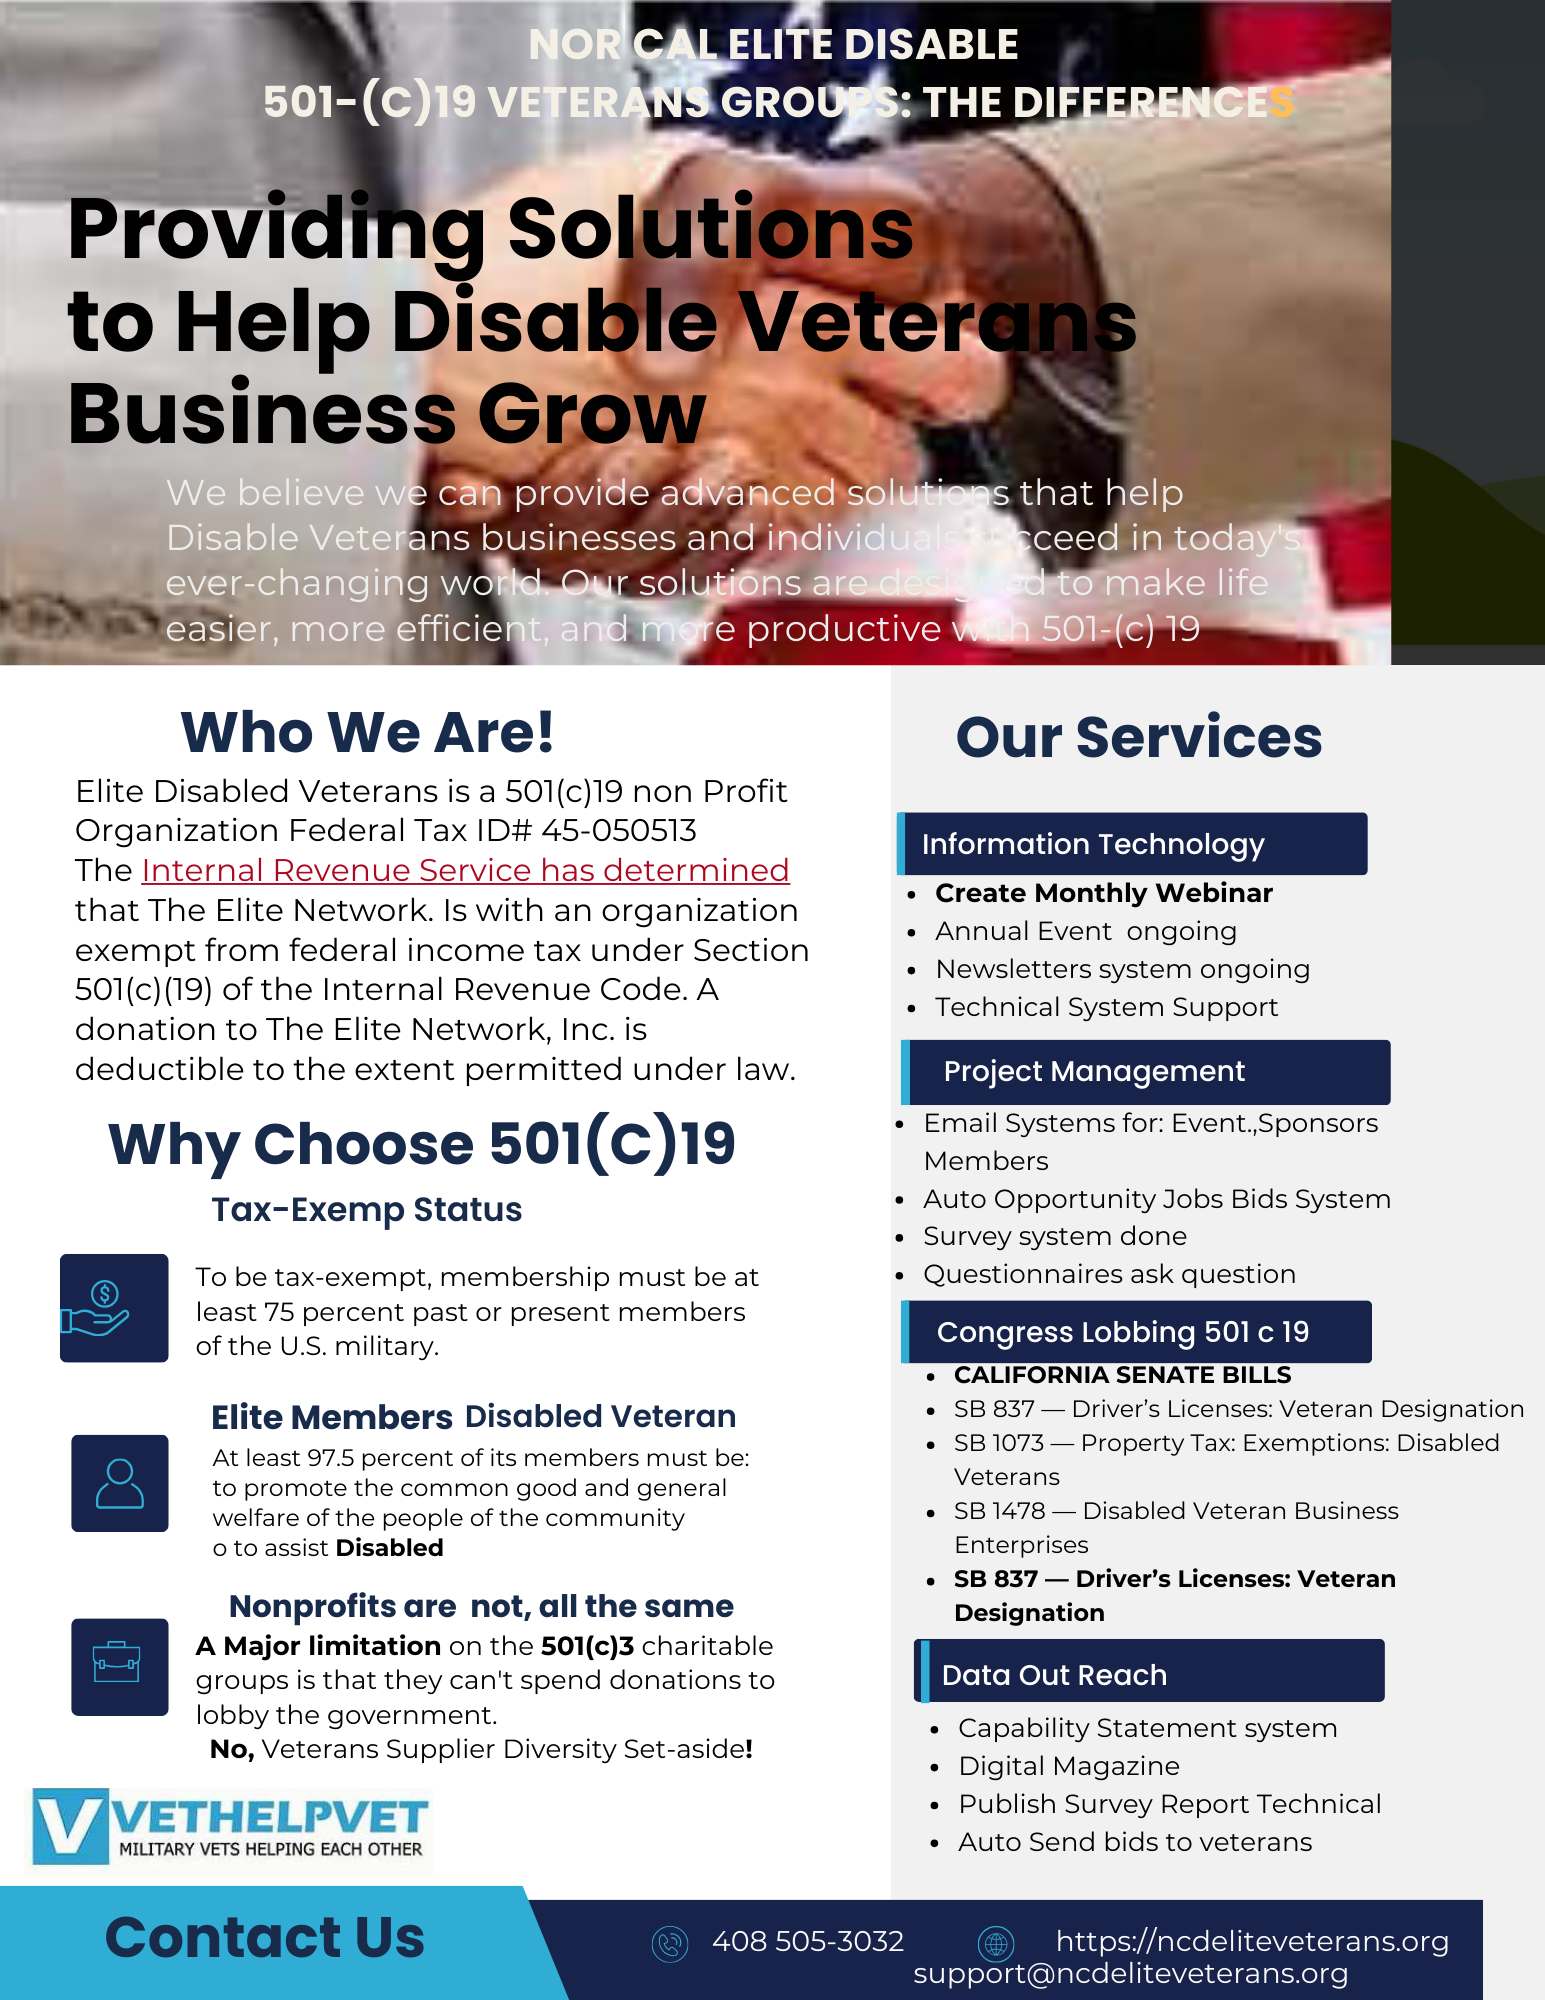 NOR CAL ELITE DISABLE
501-(C)19 VETERANS GROUPS: THE DIFFERENCES
Providing Solutions
to Help Disable Veterans
Business Grow
We believe we can provide advanced solutions that help
Disable Veterans businesses and individuals succeed in today's
ever-changing world. Our solutions are designed to make life
easier, more efficient, and more productive with 501-(c) 19
Who We Are!
Elite Disabled Veterans is a 501(c)19 non Profit
Organization Federal Tax ID# 45-050513
The Internal Revenue Service has determined
that The Elite Network. Is with an organization
exempt from federal income tax under Section
501(c)(19) of the Internal Revenue Code. A
donation to The Elite Network, Inc. is
deductible to the extent permitted under law.
Why Choose 501(C)19
Tax-Exemp Status
To be tax-exempt, membership must be at
least 75 percent past or present members
of the U.S. military.
Elite Members Disabled Veteran
At least 97.5 percent of its members must be:
to promote the common good and general
welfare of the people of the community
o to assist Disabled
Nonprofits are not, all the same
A Major limitation on the 501(c)3 charitable
groups is that they can't spend donations to
lobby the government.
No, Veterans Supplier Diversity Set-aside!
VVETHELPVET
MILITARY VETS HELPING EACH OTHER
Our Services
Information Technology
• Create Monthly Webinar
• Annual Event ongoing
• Newsletters system ongoing
• Technical System Support
Project Management
• Email Systems for: Event.,Sponsors
Members
• Auto Opportunity Jobs Bids System
• Survey system done
• Questionnaires ask question
Congress Lobbing 501 c 19
• CALIFORNIA SENATE BILLS
• SB 837 — Driver’s Licenses: Veteran Designation
• SB 1073 — Property Tax: Exemptions: Disabled
Veterans
• SB 1478 — Disabled Veteran Business
Enterprises
• SB 837 — Driver’s Licenses: Veteran
Designation
Data Out Reach
• Capability Statement system
• Digital Magazine
• Publish Survey Report Technical
• Auto Send bids to veterans
Contact Us
408 505-3032
https://ncdeliteveterans.org
support@ncdeliteveterans.org